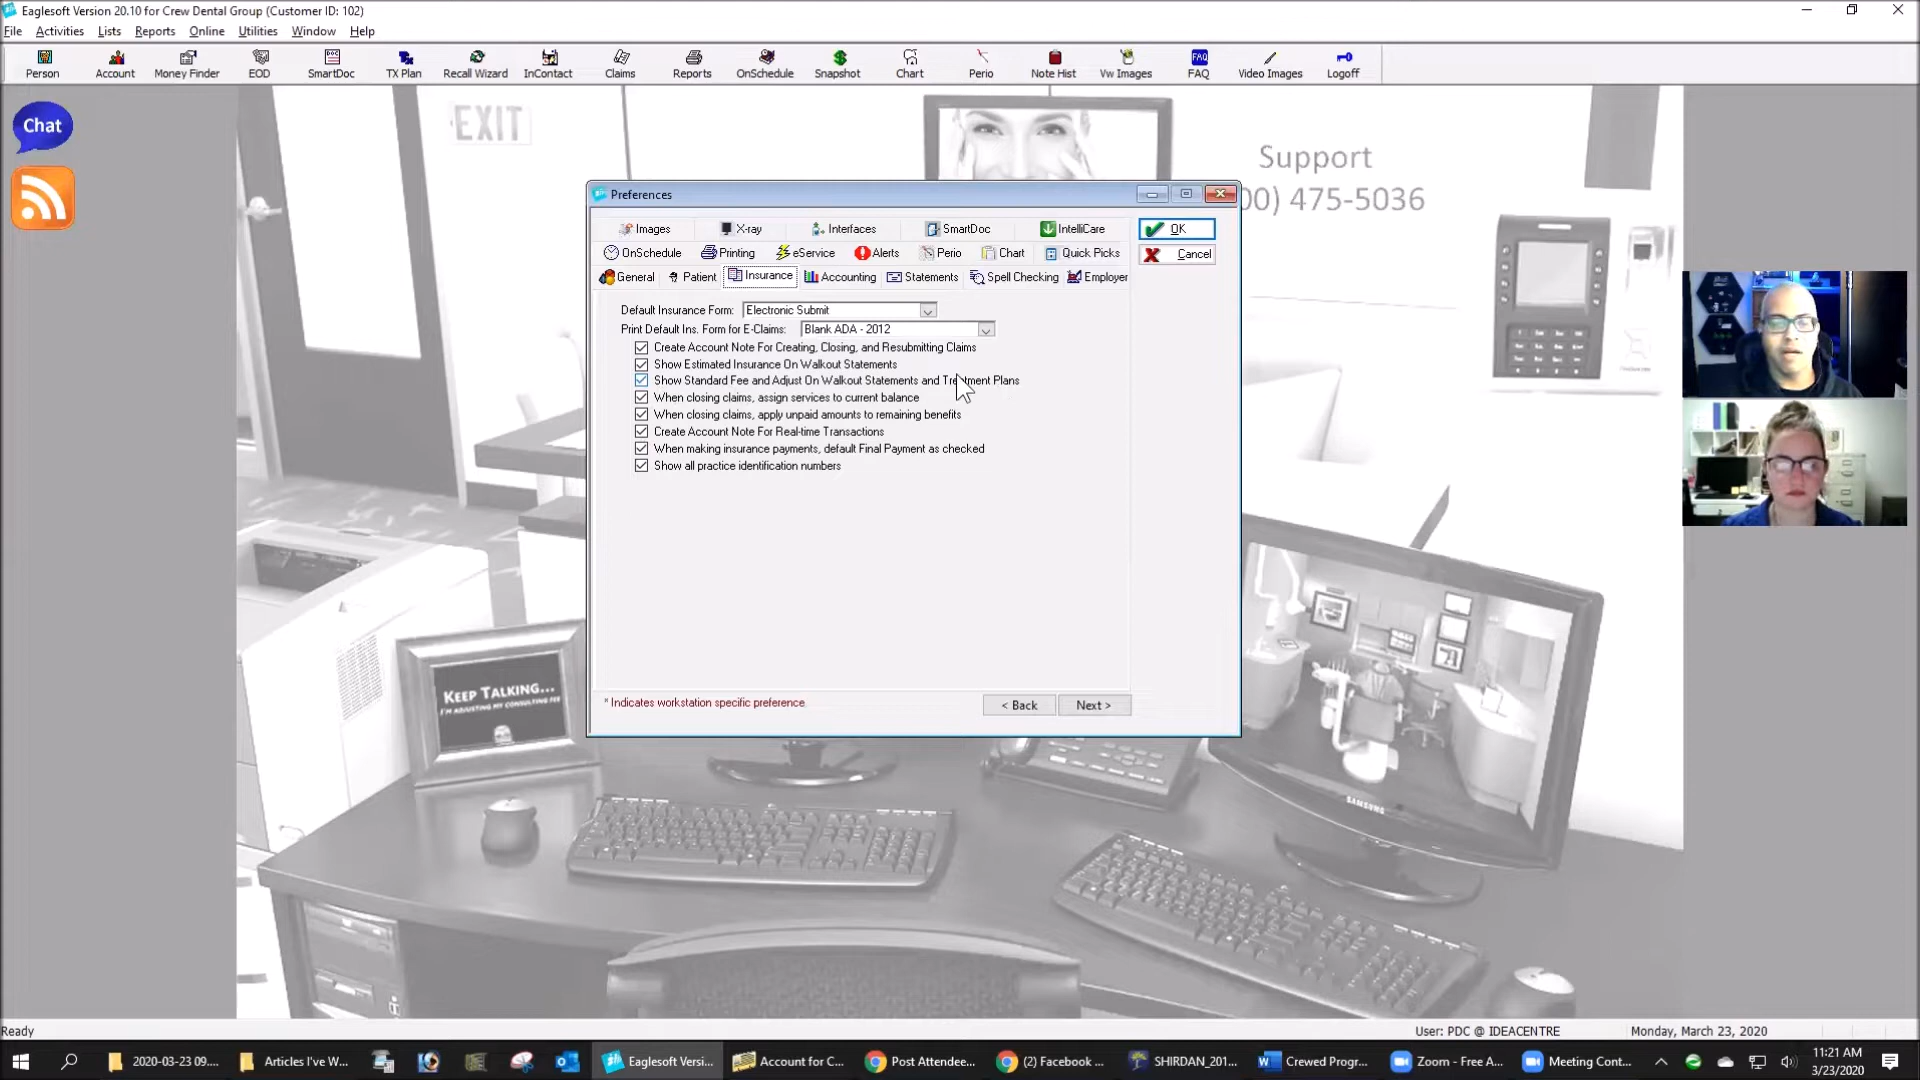 Eaglesoft Version 20.10 for Crew Dental Group (Customer ID: 102)
File Activities Lists Reports Online Utilities Window Help
Person Account Money Finder EOD SmartDoc TX Plan Recall Wizard InContact Claims Reports OnSchedule Snapshot Chart Perio Note Hist Vw Images FAQ Video Images Logoff
FAQ
Chat
EXIT
Support
00) 475-5036
Preferences
Images X-ray Interfaces SmartDoc IntelliCare
OnSchedule Printing eService Alerts Perio Chart Quick Picks
General Patient Insurance Accounting Statements Spell Checking Employer
OK
Cancel
Default Insurance Form: Electronic Submit
Print Default Ins. Form for E-Claims: Blank ADA - 2012
Create Account Note For Creating, Closing, and Resubmitting Claims
Show Estimated Insurance On Walkout Statements
Show Standard Fee and Adjust On Walkout Statements and Treatment Plans
When closing claims, assign services to current balance
When closing claims, apply unpaid amounts to remaining benefits
Create Account Note For Real-time Transactions
When making insurance payments, default Final Payment as checked
Show all practice identification numbers
* Indicates workstation specific preference
< Back Next >
KEEP TALKING...
I'M ADJUSTING MY CONSULTING FEE
SAMSUNG
Ready
User: PDC @ IDEACENTRE
Monday, March 23, 2020
2020-03-23 09.... Articles I've W... Eaglesoft Versi... Account for C... Post Attendee... (2) Facebook ... SHIRDAN_201... Crewed Progr... Zoom - Free A... Meeting Cont...
11:21 AM
3/23/2020